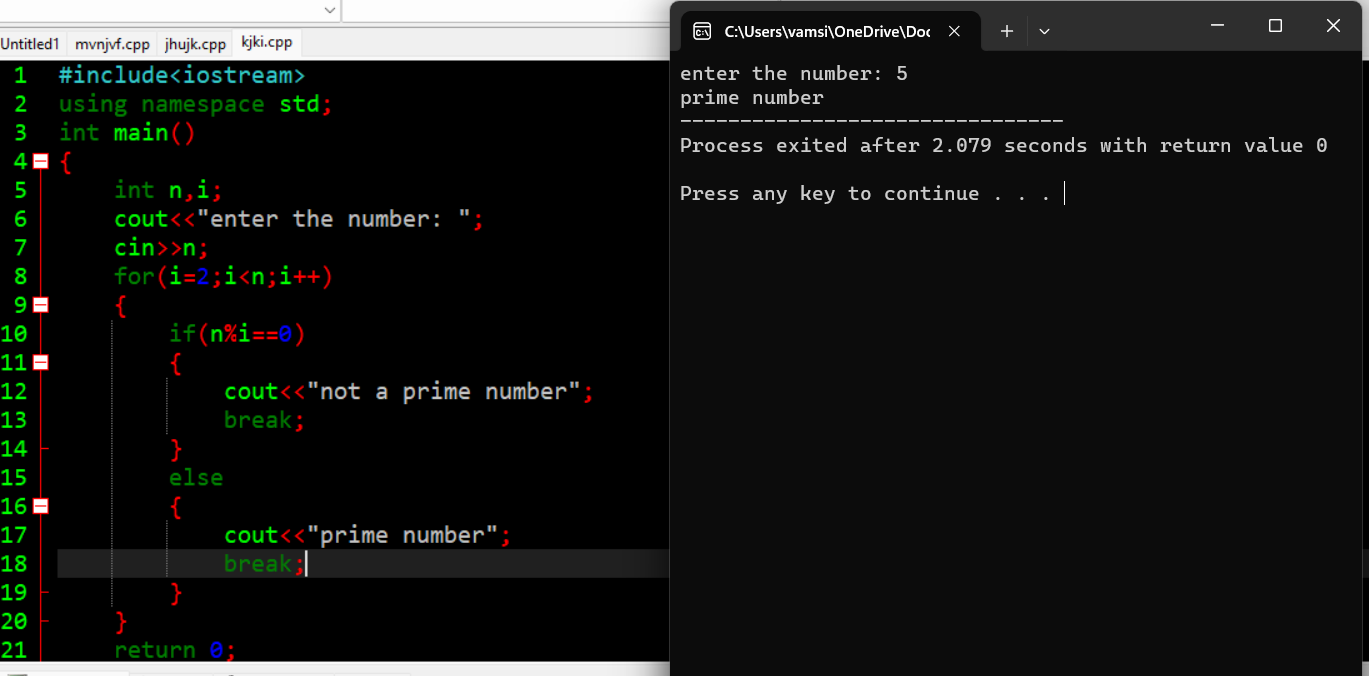 Untitled1 mvnjvf.cpp jhujk.cpp kjki.cpp
1 #include<iostream>
2 using namespace std;
3 int main()
4 {
5 int n,i;
6 cout<<"enter the number: ";
7 cin>>n;
8 for(i=2;i<n;i++)
9 {
10 if(n%i==0)
11 {
12 cout<<"not a prime number";
13 break;
14 }
15 else
16 {
17 cout<<"prime number";
18 break;
19 }
20 }
21 return 0;
C:\Users\vamsi\OneDrive\Doc
enter the number: 5
prime number
--------------------------------
Process exited after 2.079 seconds with return value 0
Press any key to continue . . .